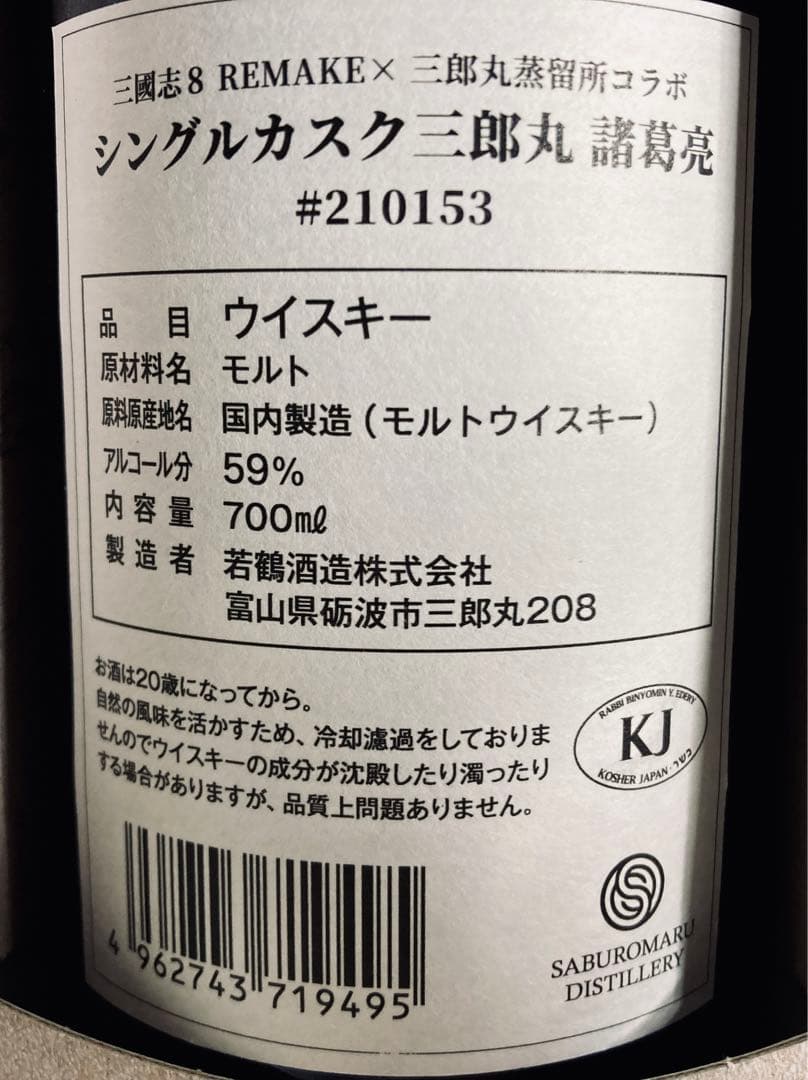 三國志8 REMAKE× 三郎丸蒸留所コラボ
シングルカスク三郎丸 諸葛亮
#210153
品目 ウイスキー
原材料名 モルト
原料原産地名 国内製造(モルトウイスキー)
アルコール分 59%
内容量 700㎖
製造者 若鶴酒造株式会社
富山県砺波市三郎丸208
お酒は20歳になってから。
自然の風味を活かすため、冷却濾過をしておりま
せんのでウイスキーの成分が沈殿したり濁ったり
する場合がありますが、品質上問題ありません。
RABBI BINYOMIN Y. EDERY
KJ
KOSHER JAPAN · כשר
4 962743 719495
SABUROMARU
DISTILLERY